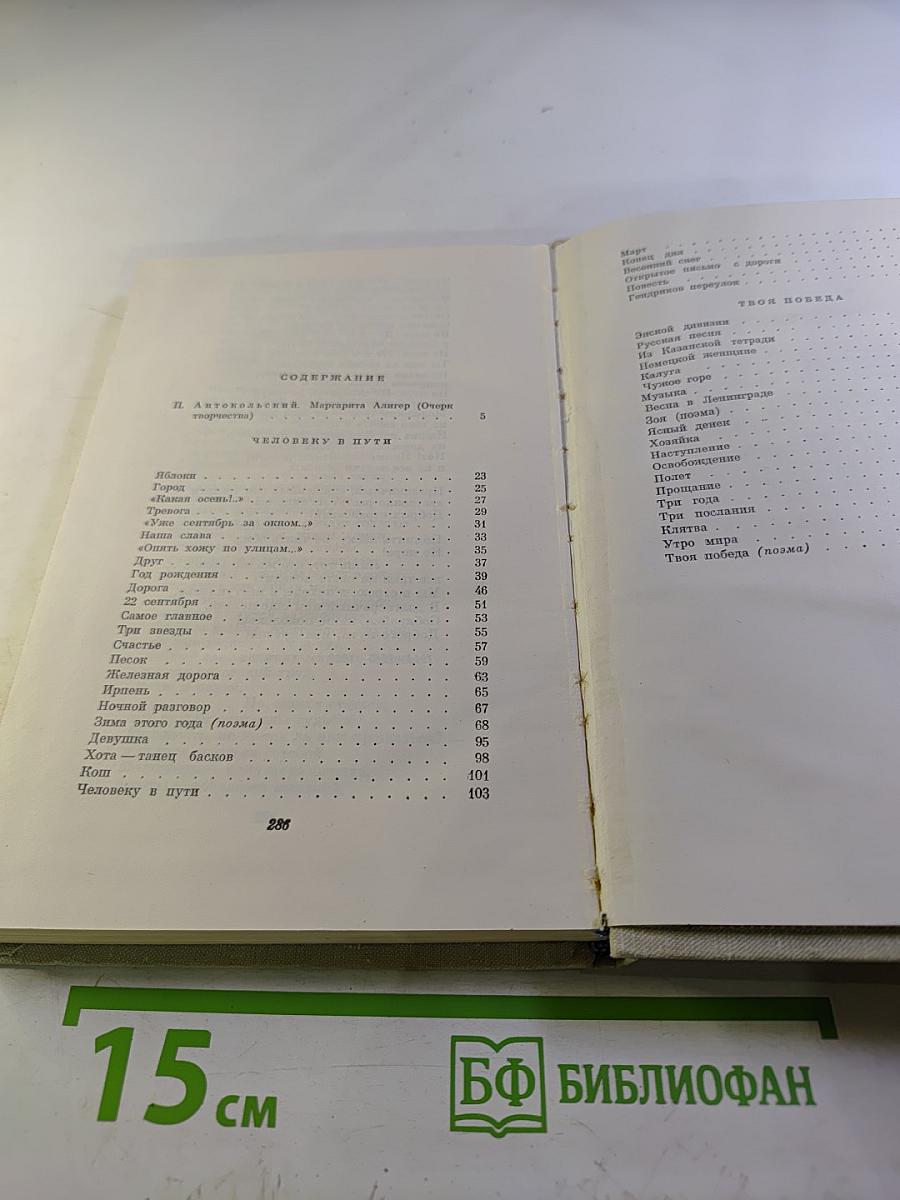 СОДЕРЖАНИЕ
П. Антокольский. Маргарита Алигер (Очерк
творчества) . . . . . . . . . . . . . 5
ЧЕЛОВЕКУ В ПУТИ
Яблоки . . . . . . . . . . . . . 23
Город . . . . . . . . . . . . . 25
«Какая осень!..» . . . . . . . . . . 27
Тревога . . . . . . . . . . . . . 29
«Уже сентябрь за окном...» . . . . . . . 31
Наша слава . . . . . . . . . . . . 33
«Опять хожу по улицам...» . . . . . . . 35
Друг . . . . . . . . . . . . . . 37
Год рождения . . . . . . . . . . . 39
Дорога . . . . . . . . . . . . . 46
22 сентября . . . . . . . . . . . . 51
Самое главное . . . . . . . . . . . 53
Три звезды . . . . . . . . . . . . 55
Счастье . . . . . . . . . . . . . 57
Песок . . . . . . . . . . . . . 59
Железная дорога . . . . . . . . . . 63
Ирпень . . . . . . . . . . . . . 65
Ночной разговор . . . . . . . . . . 67
Зима этого года (поэма) . . . . . . . . 68
Девушка . . . . . . . . . . . . . 95
Хота — танец басков . . . . . . . . . 98
Кош . . . . . . . . . . . . . . 101
Человеку в пути . . . . . . . . . . . 103
286
Март
Конец дня
Весенний снег
Открытое письмо с дороги
Повесть
Гендриков переулок
ТВОЯ ПОБЕДА
Энской дивизии
Русская песня
Из Казанской тетради
Немецкой женщине
Калуга
Чужое горе
Музыка
Весна в Ленинграде
Зоя (поэма)
Ясный денек
Хозяйка
Наступление
Освобождение
Полет
Прощание
Три года
Три послания
Клятва
Утро мира
Твоя победа (поэма)
15 см
БФ БИБЛИОФАН